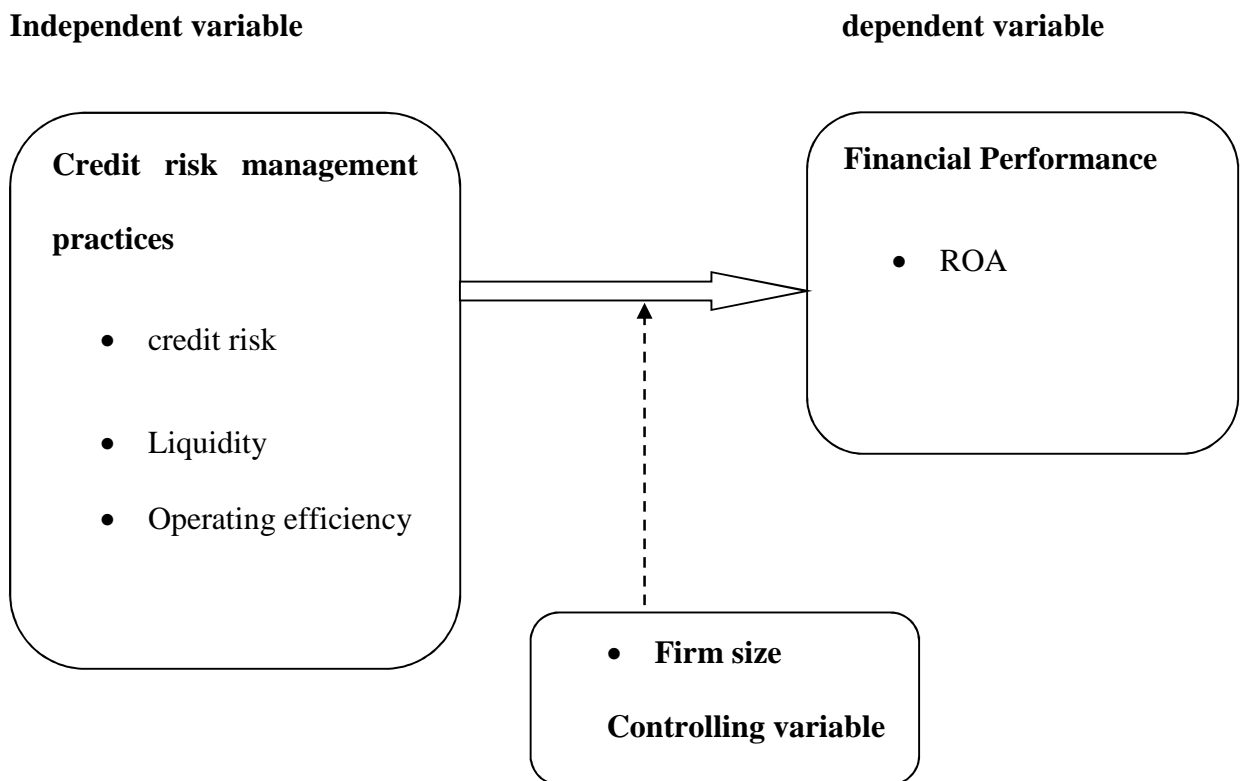 Independent variable
dependent variable
Credit risk management
practices
• credit risk
• Liquidity
• Operating efficiency
Financial Performance
• ROA
• Firm size
Controlling variable